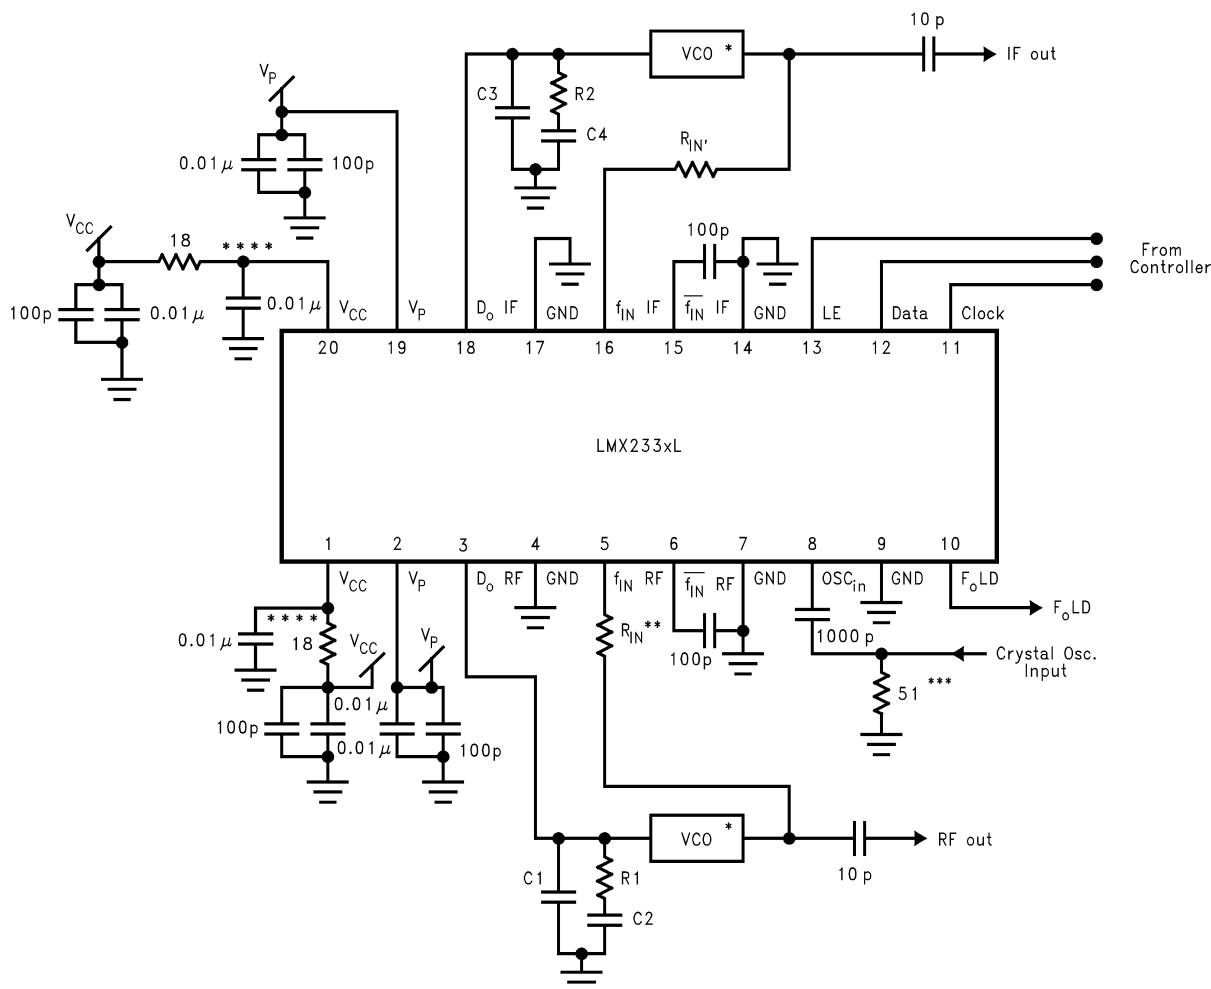 10 p
VCO *
IF out
V_P
C3
R2
C4
R_IN'
0.01μ
100p
V_CC
18
****
100p
From
Controller
100p
0.01μ
0.01μ
V_CC
V_P
D_o IF
GND
f_IN IF
f̅_IN IF
GND
LE
Data
Clock
20
19
18
17
16
15
14
13
12
11
LMX233xL
1
2
3
4
5
6
7
8
9
10
V_CC
V_P
D_o RF
GND
f_IN RF
f̅_IN RF
GND
OSC_in
GND
F_oLD
F_oLD
0.01μ
****
18
V_CC
V_P
R_IN**
100p
1000 p
Crystal Osc.
Input
51 ***
100p
0.01μ
0.01μ
100p
VCO *
RF out
10 p
C1
R1
C2